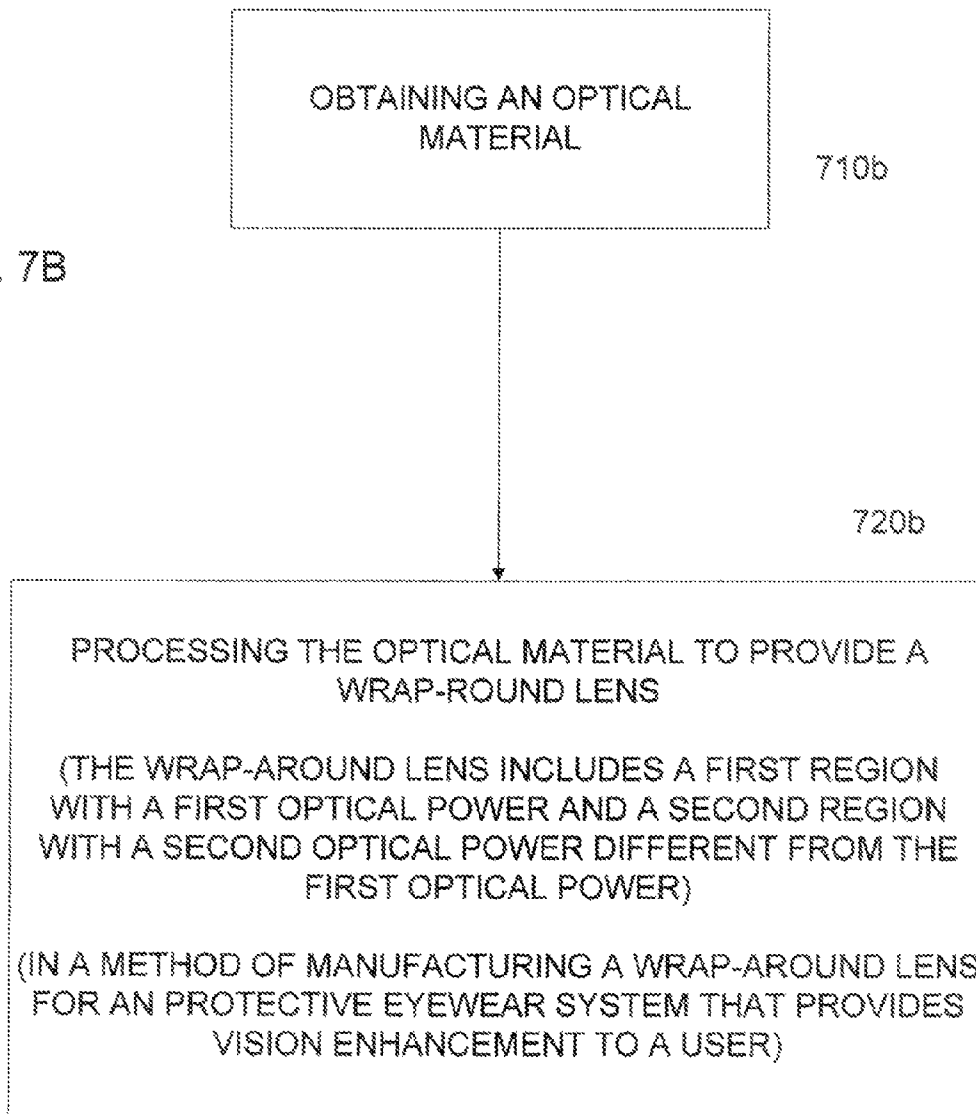 OBTAINING AN OPTICAL
MATERIAL
710b
. 7B
720b
PROCESSING THE OPTICAL MATERIAL TO PROVIDE A
WRAP-ROUND LENS
(THE WRAP-AROUND LENS INCLUDES A FIRST REGION
WITH A FIRST OPTICAL POWER AND A SECOND REGION
WITH A SECOND OPTICAL POWER DIFFERENT FROM THE
FIRST OPTICAL POWER)
(IN A METHOD OF MANUFACTURING A WRAP-AROUND LENS
FOR AN PROTECTIVE EYEWEAR SYSTEM THAT PROVIDES
VISION ENHANCEMENT TO A USER)